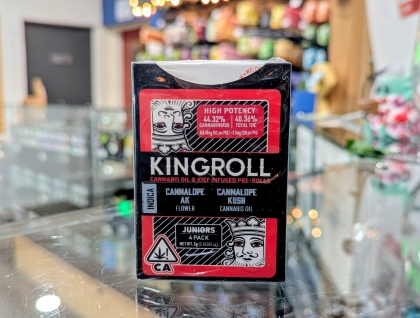 HIGH POTENCY
44.32% 40.36%
CANNABINOIDS TOTAL THC
KINGROLL
CANNABIS OIL & KIEF INFUSED PRE-ROLLS
INDICA
CANNALOPE CANNALOPE
AK KUSH
FLOWER CANNABIS OIL
JUNIORS
4 PACK
CA